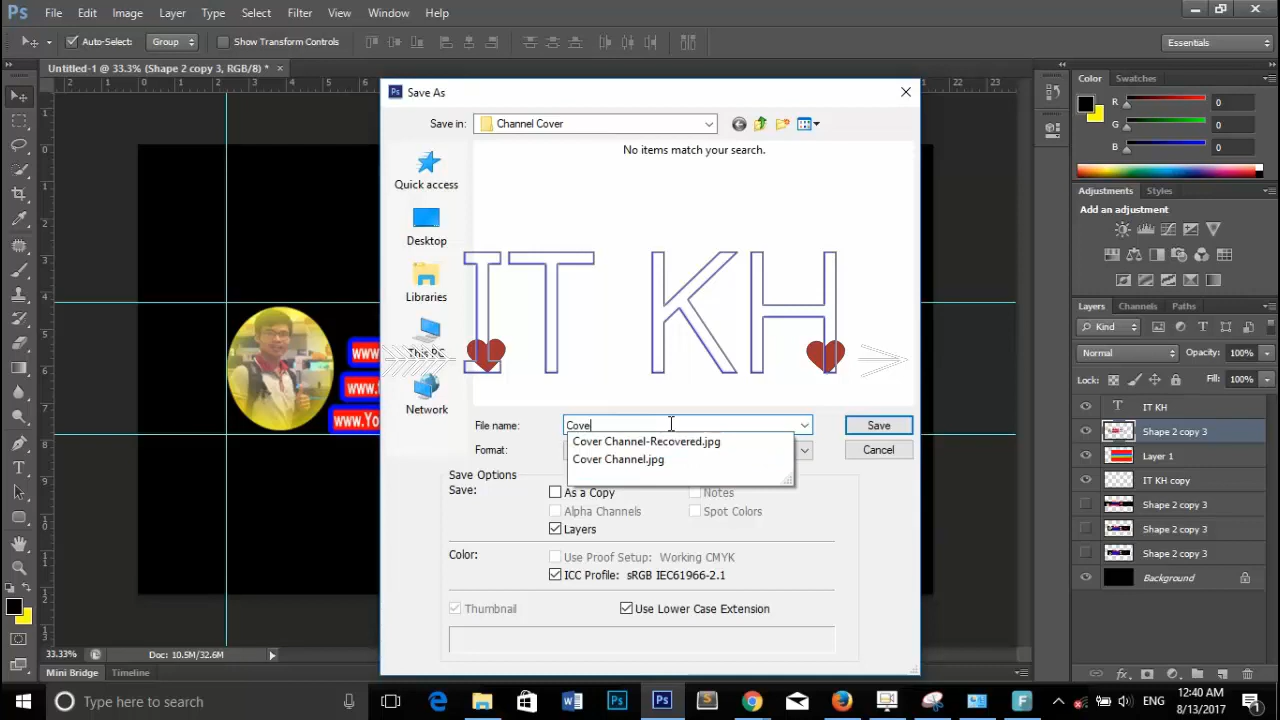 Ps File Edit Image Layer Type Select Filter View Window Help
Auto-Select: Group Show Transform Controls Essentials
Untitled-1 @ 33.3% (Shape 2 copy 3, RGB/8) *
Save As
Save in: Channel Cover
No items match your search.
Quick access
Desktop
Libraries
This PC
Network
IT KH
www.
www.
www.Yo
File name: Cove
Cover Channel-Recovered.jpg
Cover Channel.jpg
Format:
Save
Cancel
Save Options
Save:
As a Copy Notes
Alpha Channels Spot Colors
Layers
Color:
Use Proof Setup: Working CMYK
ICC Profile: sRGB IEC61966-2.1
Thumbnail Use Lower Case Extension
Color Swatches
R 0
G 0
B 0
Adjustments Styles
Add an adjustment
Layers Channels Paths
Kind
Normal Opacity: 100%
Lock: Fill: 100%
IT KH
Shape 2 copy 3
Layer 1
IT KH copy
Shape 2 copy 3
Shape 2 copy 3
Shape 2 copy 3
Background
33.33% Doc: 10.5M/32.6M
Mini Bridge Timeline
Type here to search
ENG
12:40 AM
8/13/2017